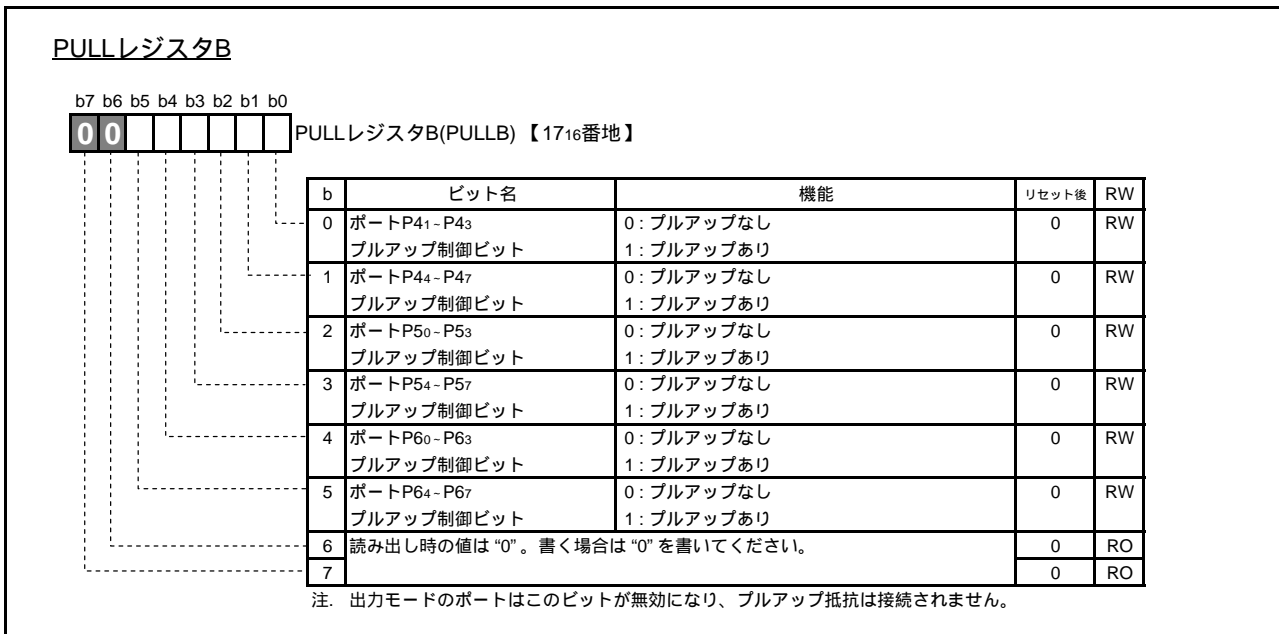 PULLレジスタB
b7 b6 b5 b4 b3 b2 b1 b0
0 0 PULLレジスタB(PULLB) 【1716番地】
b ビット名 機能 リセット後 RW
0 ポートP41~P43 0 : プルアップなし 0 RW
プルアップ制御ビット 1 : プルアップあり
1 ポートP44~P47 0 : プルアップなし 0 RW
プルアップ制御ビット 1 : プルアップあり
2 ポートP50~P53 0 : プルアップなし 0 RW
プルアップ制御ビット 1 : プルアップあり
3 ポートP54~P57 0 : プルアップなし 0 RW
プルアップ制御ビット 1 : プルアップあり
4 ポートP60~P63 0 : プルアップなし 0 RW
プルアップ制御ビット 1 : プルアップあり
5 ポートP64~P67 0 : プルアップなし 0 RW
プルアップ制御ビット 1 : プルアップあり
6 読み出し時の値は “0” 。書く場合は “0” を書いてください。 0 RO
7 0 RO
注. 出力モードのポートはこのビットが無効になり、プルアップ抵抗は接続されません。